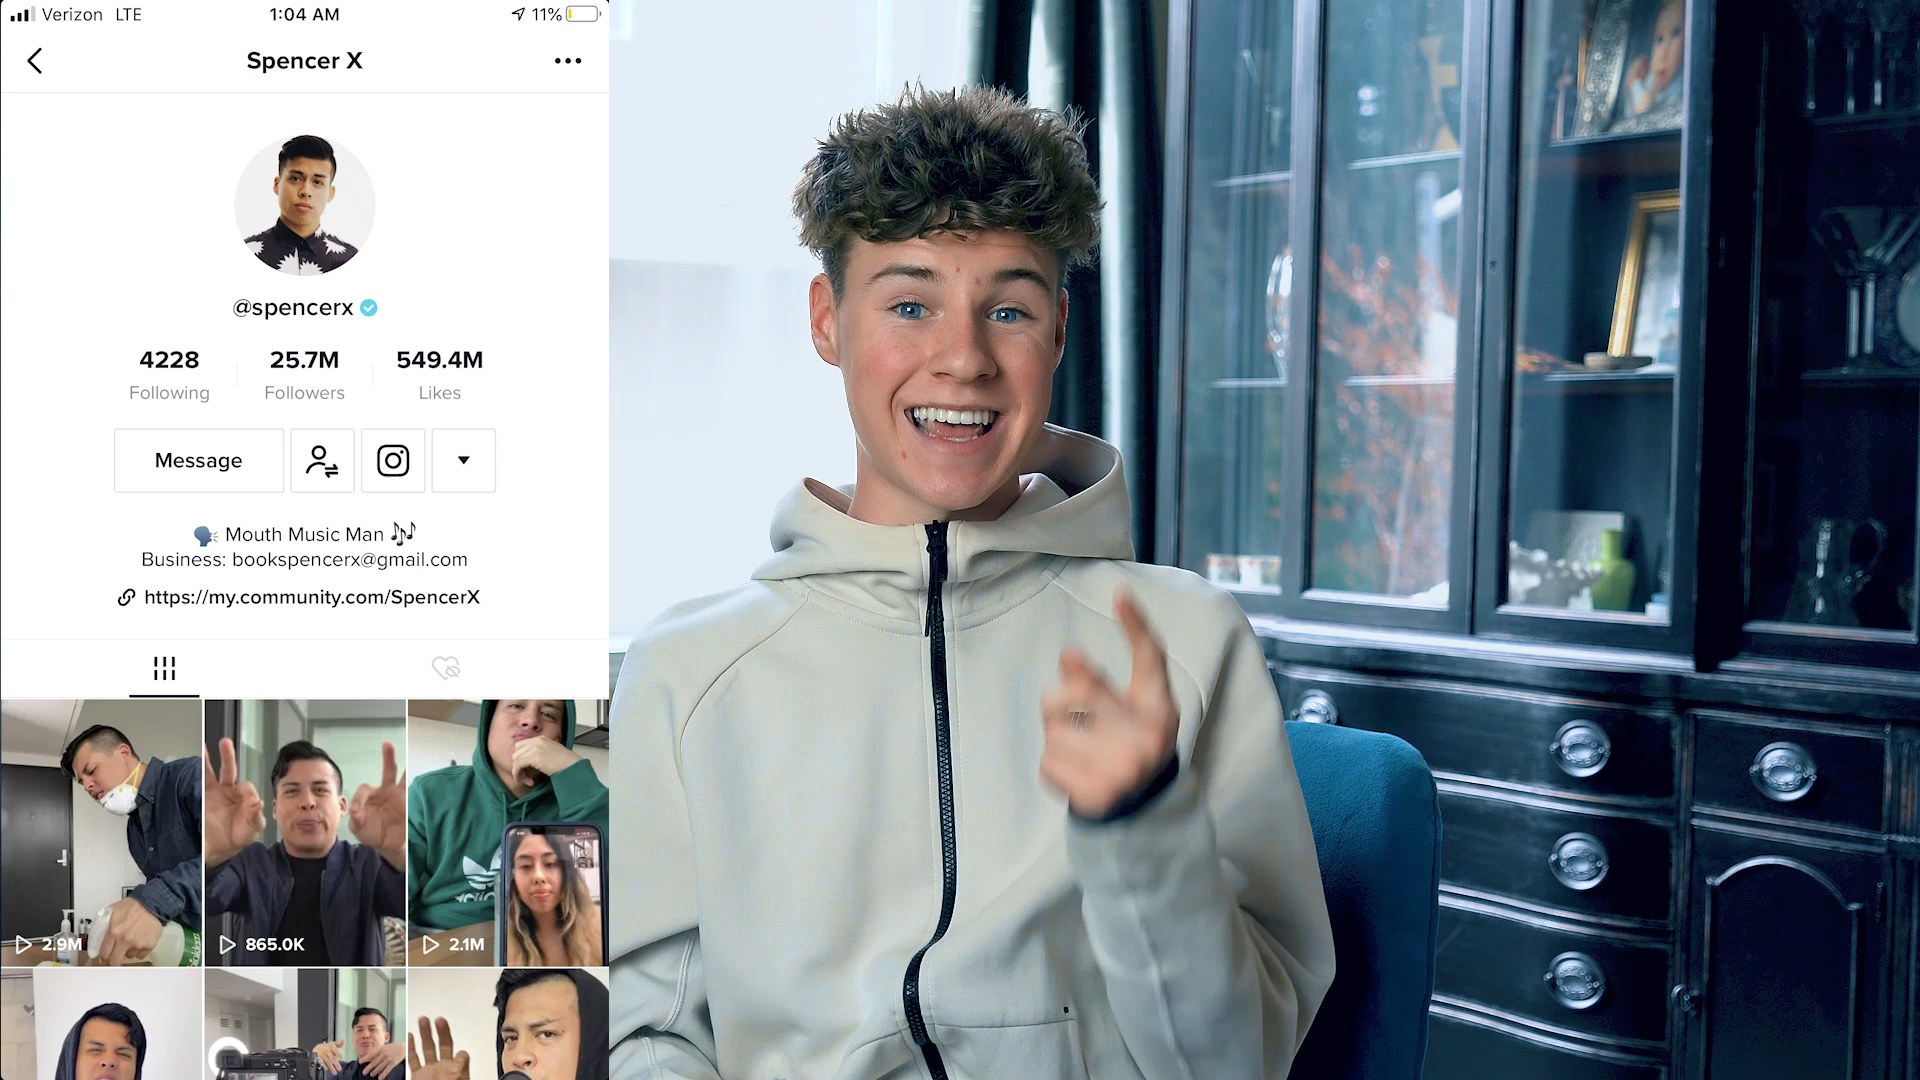 Verizon LTE 1:04 AM 11%
Spencer X
@spencerx
4228 25.7M 549.4M
Following Followers Likes
Message
Mouth Music Man
Business: bookspencerx@gmail.com
https://my.community.com/SpencerX
2.9M 865.0K 2.1M